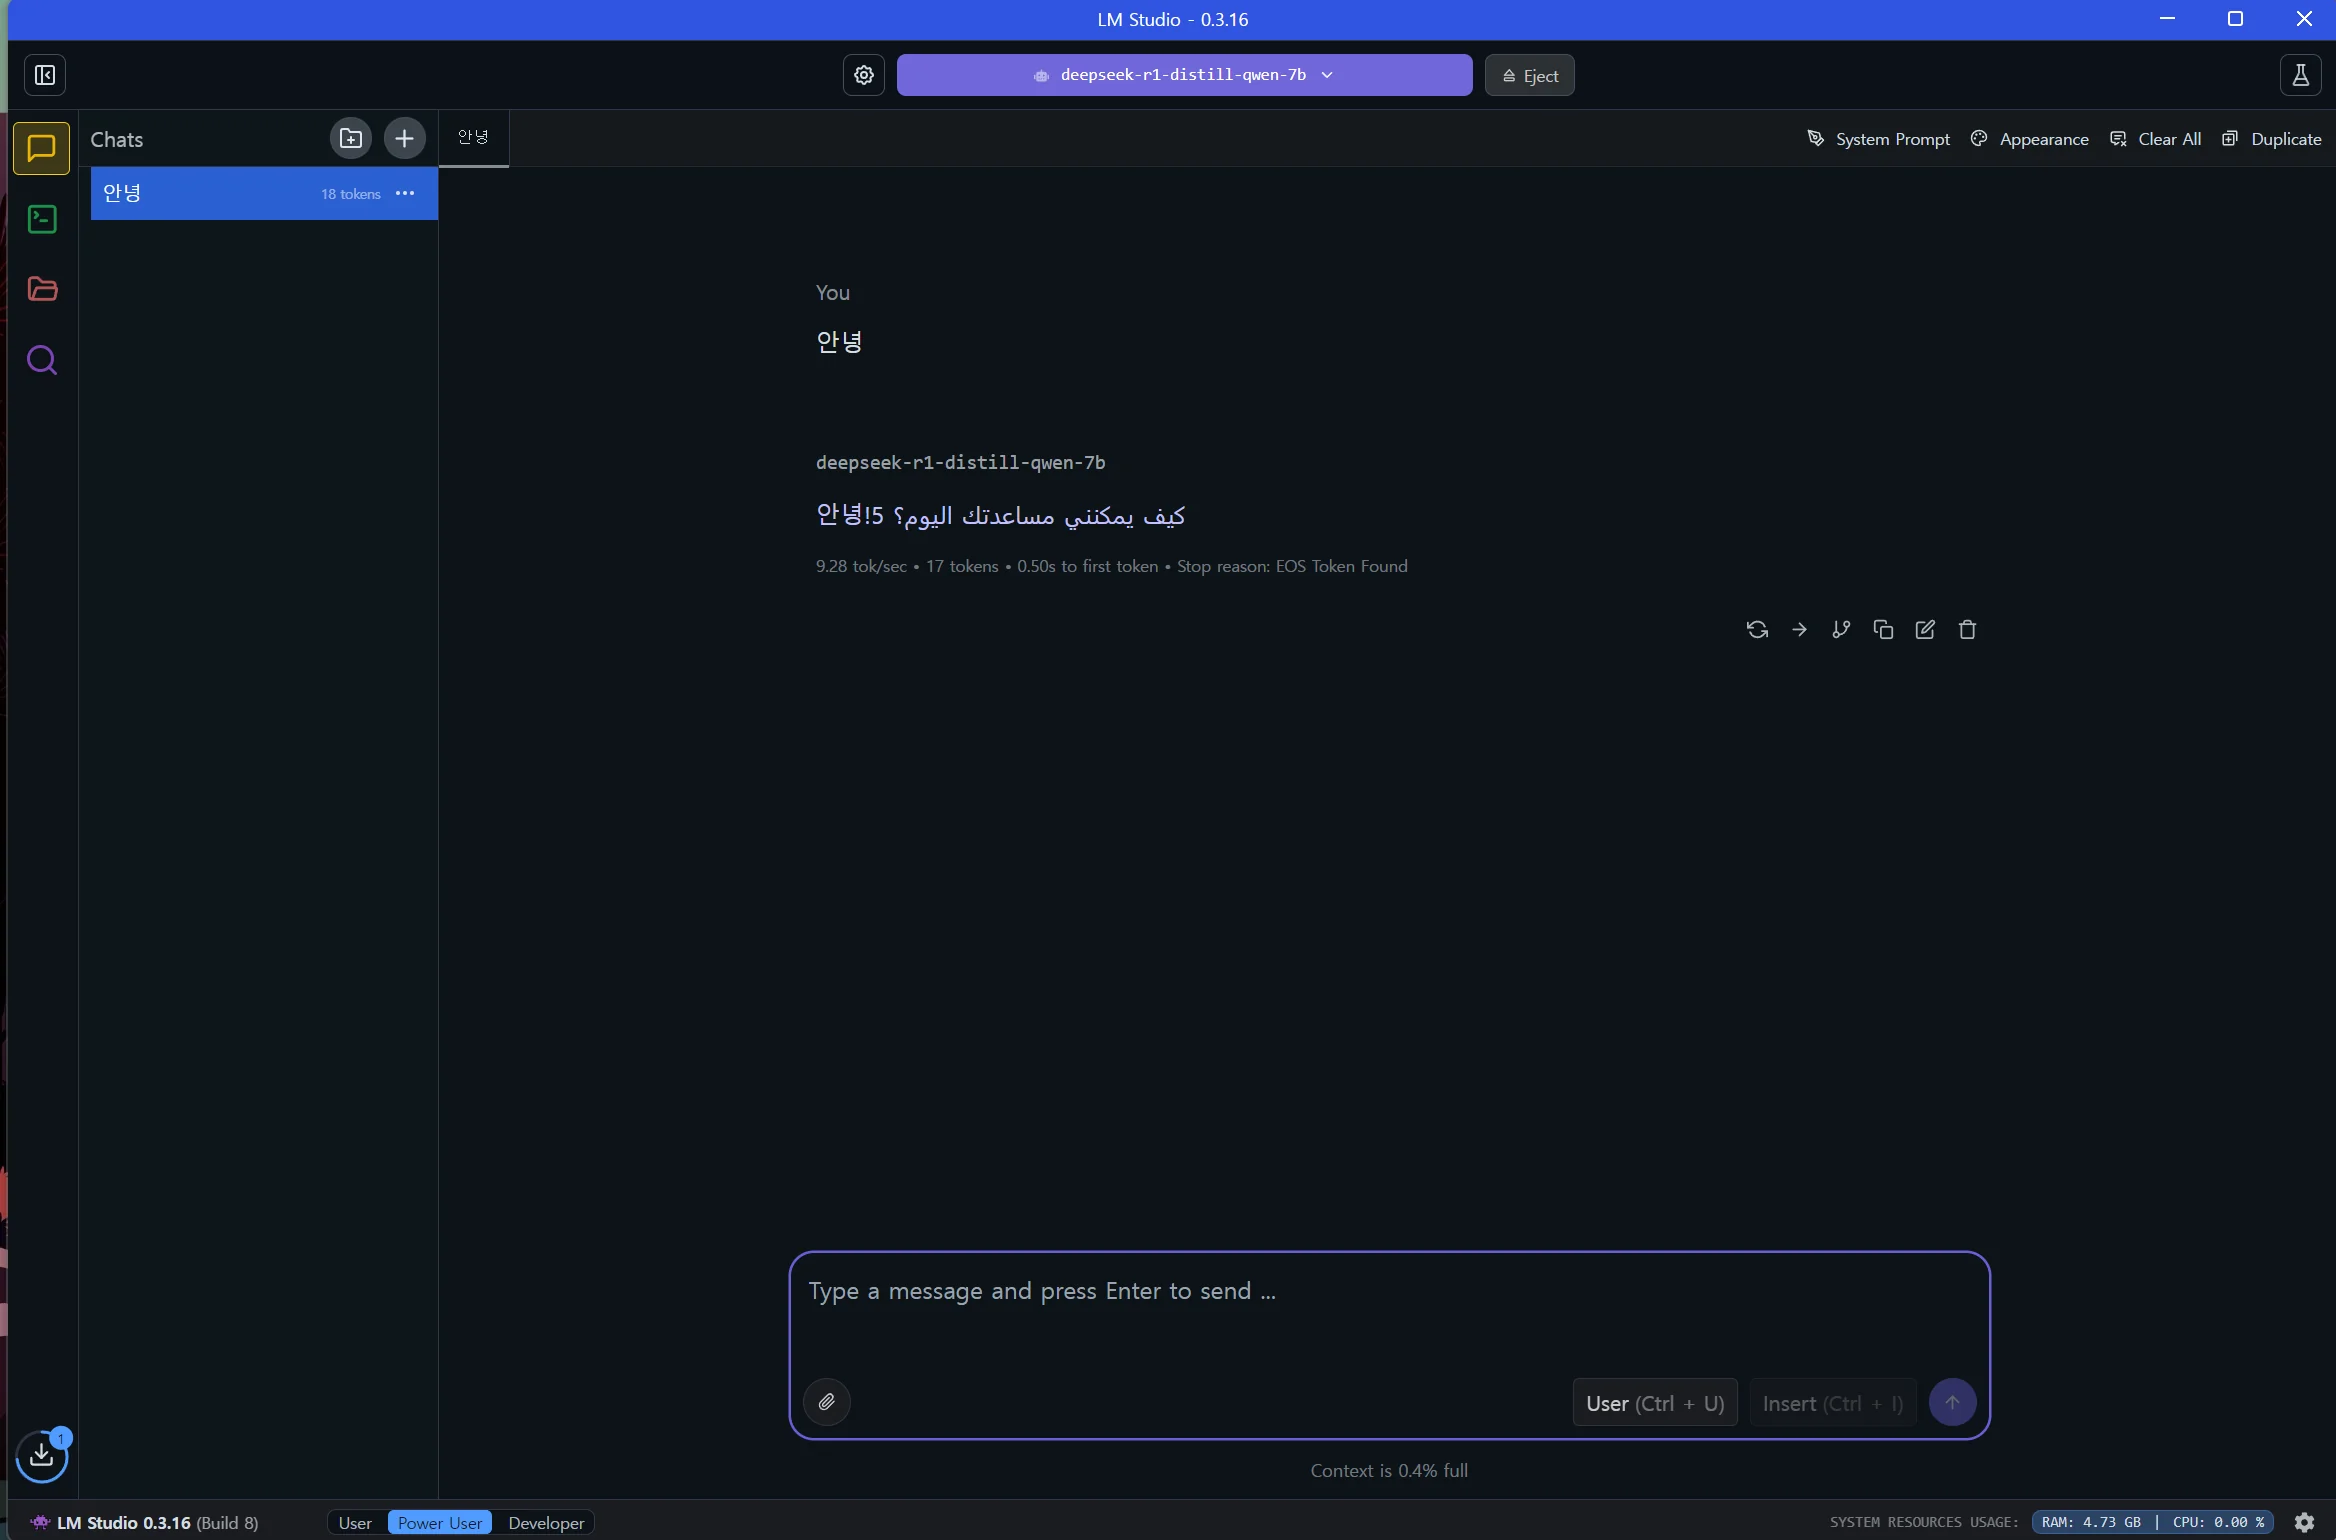 LM Studio - 0.3.16
deepseek-r1-distill-qwen-7b
Eject
Chats
안녕
System Prompt
Appearance
Clear All
Duplicate
안녕
18 tokens
You
안녕
deepseek-r1-distill-qwen-7b
안녕!5 كيف يمكنني مساعدتك اليوم؟
9.28 tok/sec • 17 tokens • 0.50s to first token • Stop reason: EOS Token Found
Type a message and press Enter to send ...
User (Ctrl + U)
Insert (Ctrl + I)
1
Context is 0.4% full
LM Studio 0.3.16 (Build 8)
User
Power User
Developer
SYSTEM RESOURCES USAGE:
RAM: 4.73 GB | CPU: 0.00 %